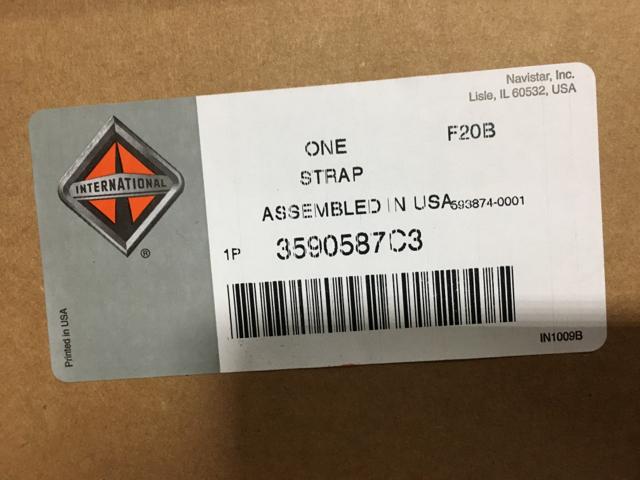 Navistar, Inc.
Lisle, IL 60532, USA
INTERNATIONAL
®
ONE
F20B
STRAP
ASSEMBLED IN USA 593874-0001
1P 3590587C3
Printed in USA
IN1009B